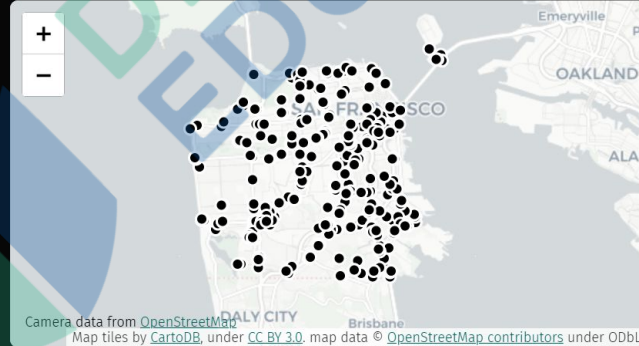 +
−
Emeryville
OAKLAND
SAN FRANCISCO
ALA
DALY CITY
Brisbane
Camera data from OpenStreetMap
Map tiles by CartoDB, under CC BY 3.0. map data © OpenStreetMap contributors under ODbL